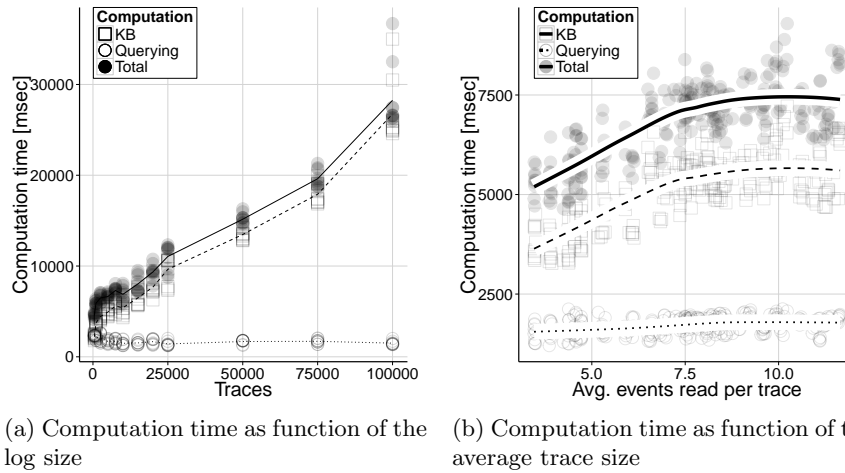 Computation
KB
Querying
Total
Computation time [msec]
30000
20000
10000
0
0
25000
50000
75000
100000
Traces
(a) Computation time as function of the
log size
Computation
KB
Querying
Total
Computation time [msec]
7500
5000
2500
5.0
7.5
10.0
Avg. events read per trace
(b) Computation time as function of t
average trace size